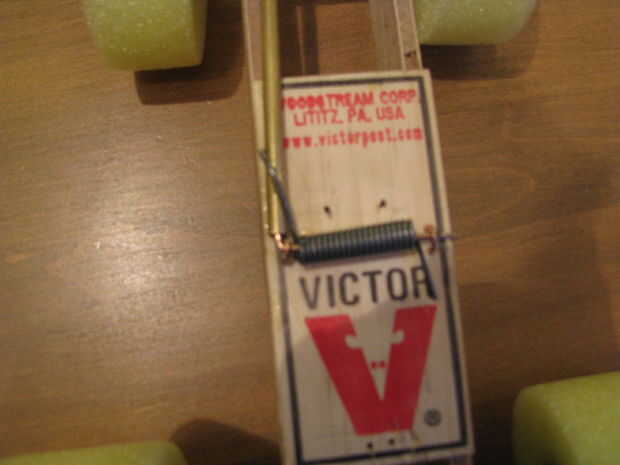 WOODSTREAM CORP.
LITITZ, PA, USA
www.victorpest.com
VICTOR
V
®